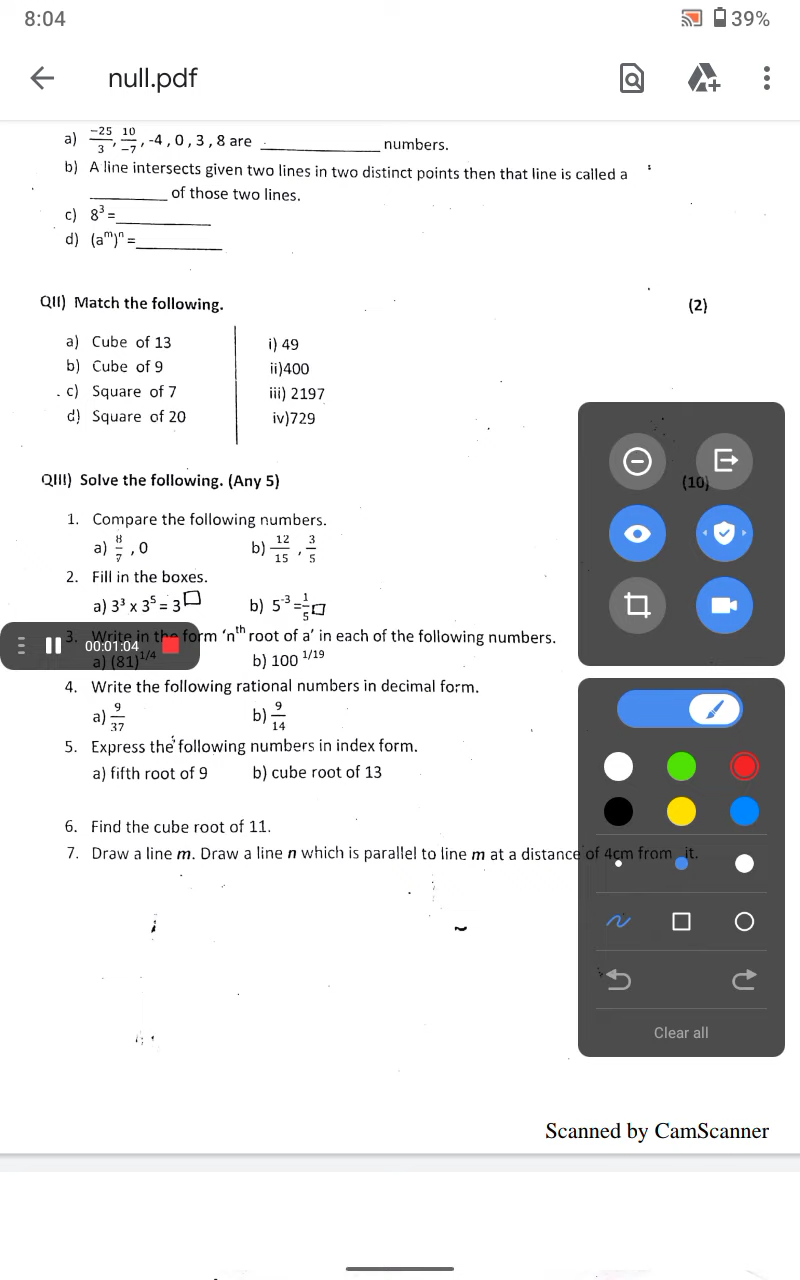 8:04 39%
null.pdf
a) −25/3, 10/−7, -4 , 0 , 3 , 8 are ____________ numbers.
b) A line intersects given two lines in two distinct points then that line is called a
________ of those two lines.
c) 8³ = __________
d) (aᵐ)ⁿ = _________
QII) Match the following. (2)
a) Cube of 13 i) 49
b) Cube of 9 ii)400
c) Square of 7 iii) 2197
d) Square of 20 iv)729
QIII) Solve the following. (Any 5) (10)
1. Compare the following numbers.
a) 8/7 , 0 b) 12/15 , 3/5
2. Fill in the boxes.
a) 3³ x 3⁵ = 3^□ b) 5⁻³ = 1/5^□
3. Write in the form ‘nᵗʰ root of a’ in each of the following numbers.
00:01:04
a) (81)^1/4 b) 100 ^1/19
4. Write the following rational numbers in decimal form.
a) 9/37 b) 9/14
5. Express the following numbers in index form.
a) fifth root of 9 b) cube root of 13
6. Find the cube root of 11.
7. Draw a line m. Draw a line n which is parallel to line m at a distance of 4cm from it.
Clear all
Scanned by CamScanner